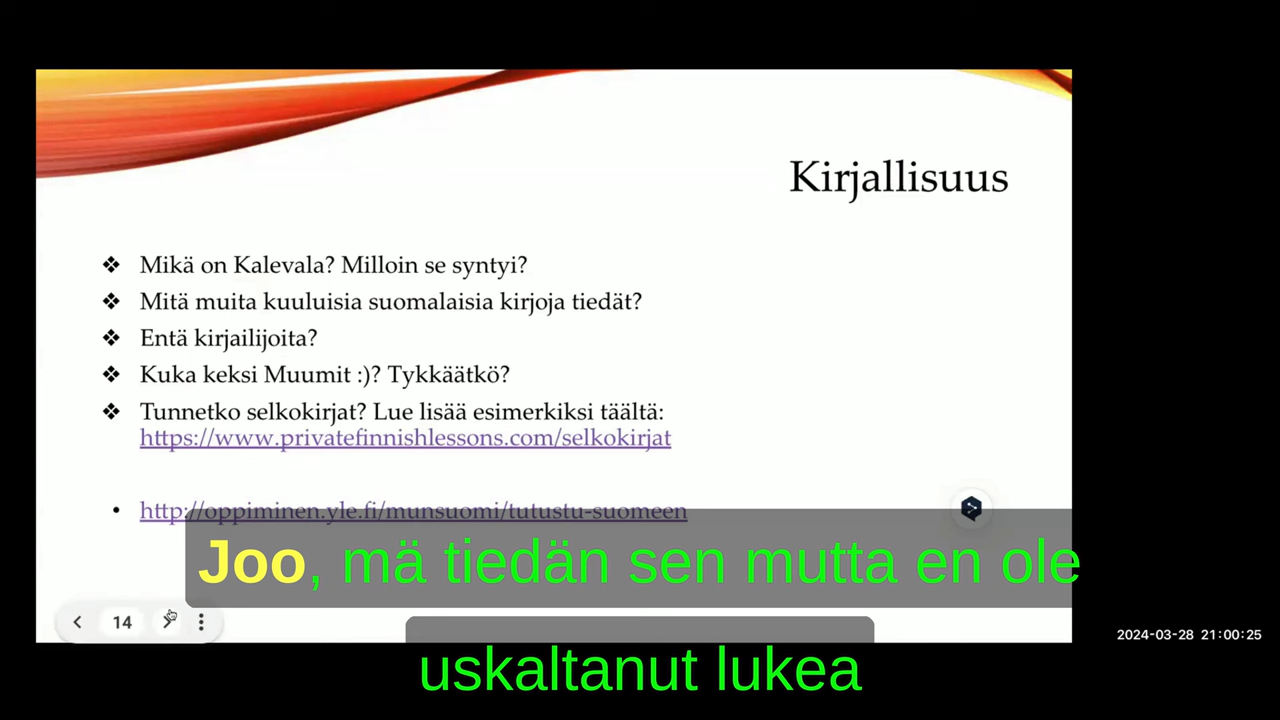 Kirjallisuus
❖ Mikä on Kalevala? Milloin se syntyi?
❖ Mitä muita kuuluisia suomalaisia kirjoja tiedät?
❖ Entä kirjailijoita?
❖ Kuka keksi Muumit :)? Tykkäätkö?
❖ Tunnetko selkokirjat? Lue lisää esimerkiksi täältä:
https://www.privatefinnishlessons.com/selkokirjat
• http://oppiminen.yle.fi/munsuomi/tutustu-suomeen
Joo, mä tiedän sen mutta en ole
14
2024-03-28 21:00:25
uskaltanut lukea